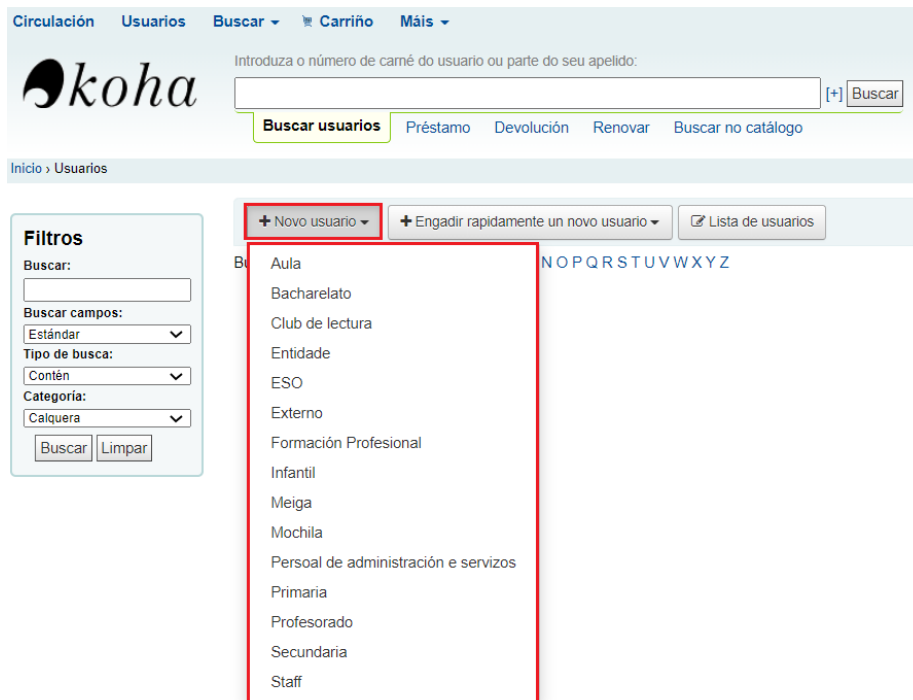 Circulación Usuarios Buscar Carriño Máis
koha
Introduza o número de carné do usuario ou parte do seu apelido:
[+] Buscar
Buscar usuarios Préstamo Devolución Renovar Buscar no catálogo
Inicio › Usuarios
+ Novo usuario + Engadir rapidamente un novo usuario Lista de usuarios
Filtros
Buscar:
Buscar campos:
Estándar
Tipo de busca:
Contén
Categoría:
Calquera
Buscar Limpar
N O P Q R S T U V W X Y Z
Aula
Bacharelato
Club de lectura
Entidade
ESO
Externo
Formación Profesional
Infantil
Meiga
Mochila
Persoal de administración e servizos
Primaria
Profesorado
Secundaria
Staff